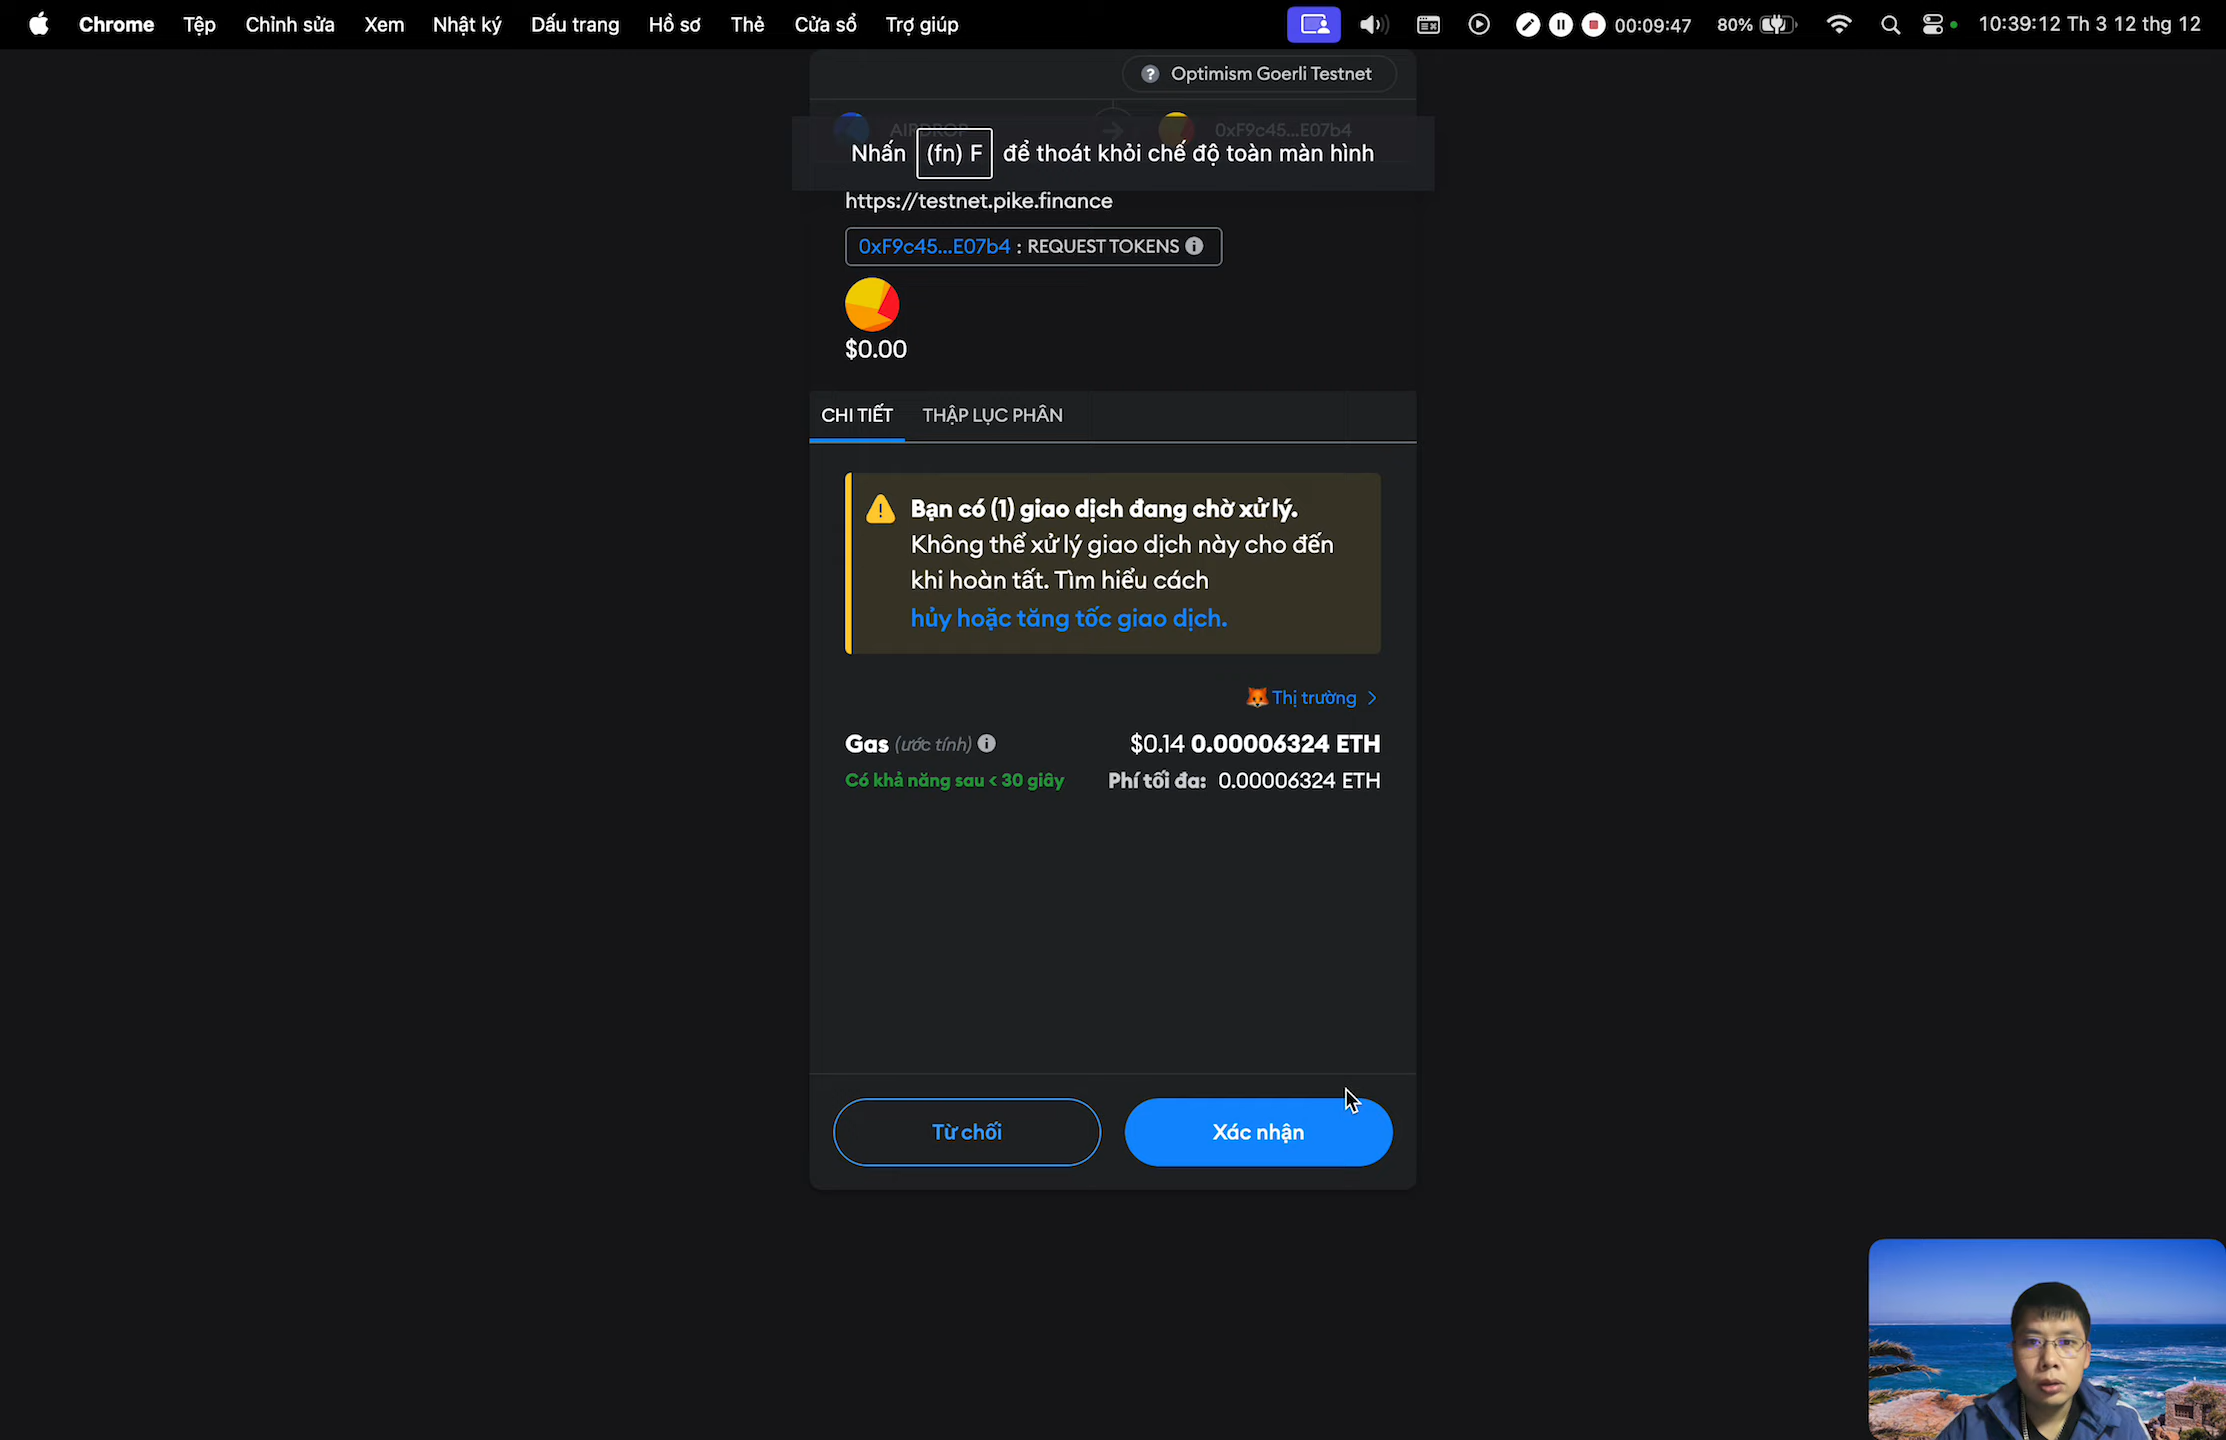 Chrome Tệp Chỉnh sửa Xem Nhật ký Dấu trang Hồ sơ Thẻ Cửa sổ Trợ giúp 00:09:47 80% 10:39:12 Th 3 12 thg 12
Optimism Goerli Testnet
AIRDROP 0xF9c45...E07b4
Nhấn (fn) F để thoát khỏi chế độ toàn màn hình
https://testnet.pike.finance
0xF9c45...E07b4 : REQUEST TOKENS
$0.00
CHI TIẾT THẬP LỤC PHÂN
Bạn có (1) giao dịch đang chờ xử lý.
Không thể xử lý giao dịch này cho đến
khi hoàn tất. Tìm hiểu cách
hủy hoặc tăng tốc giao dịch.
Thị trường >
Gas (ước tính) $0.14 0.00006324 ETH
Có khả năng sau < 30 giây Phí tối đa: 0.00006324 ETH
Từ chối Xác nhận